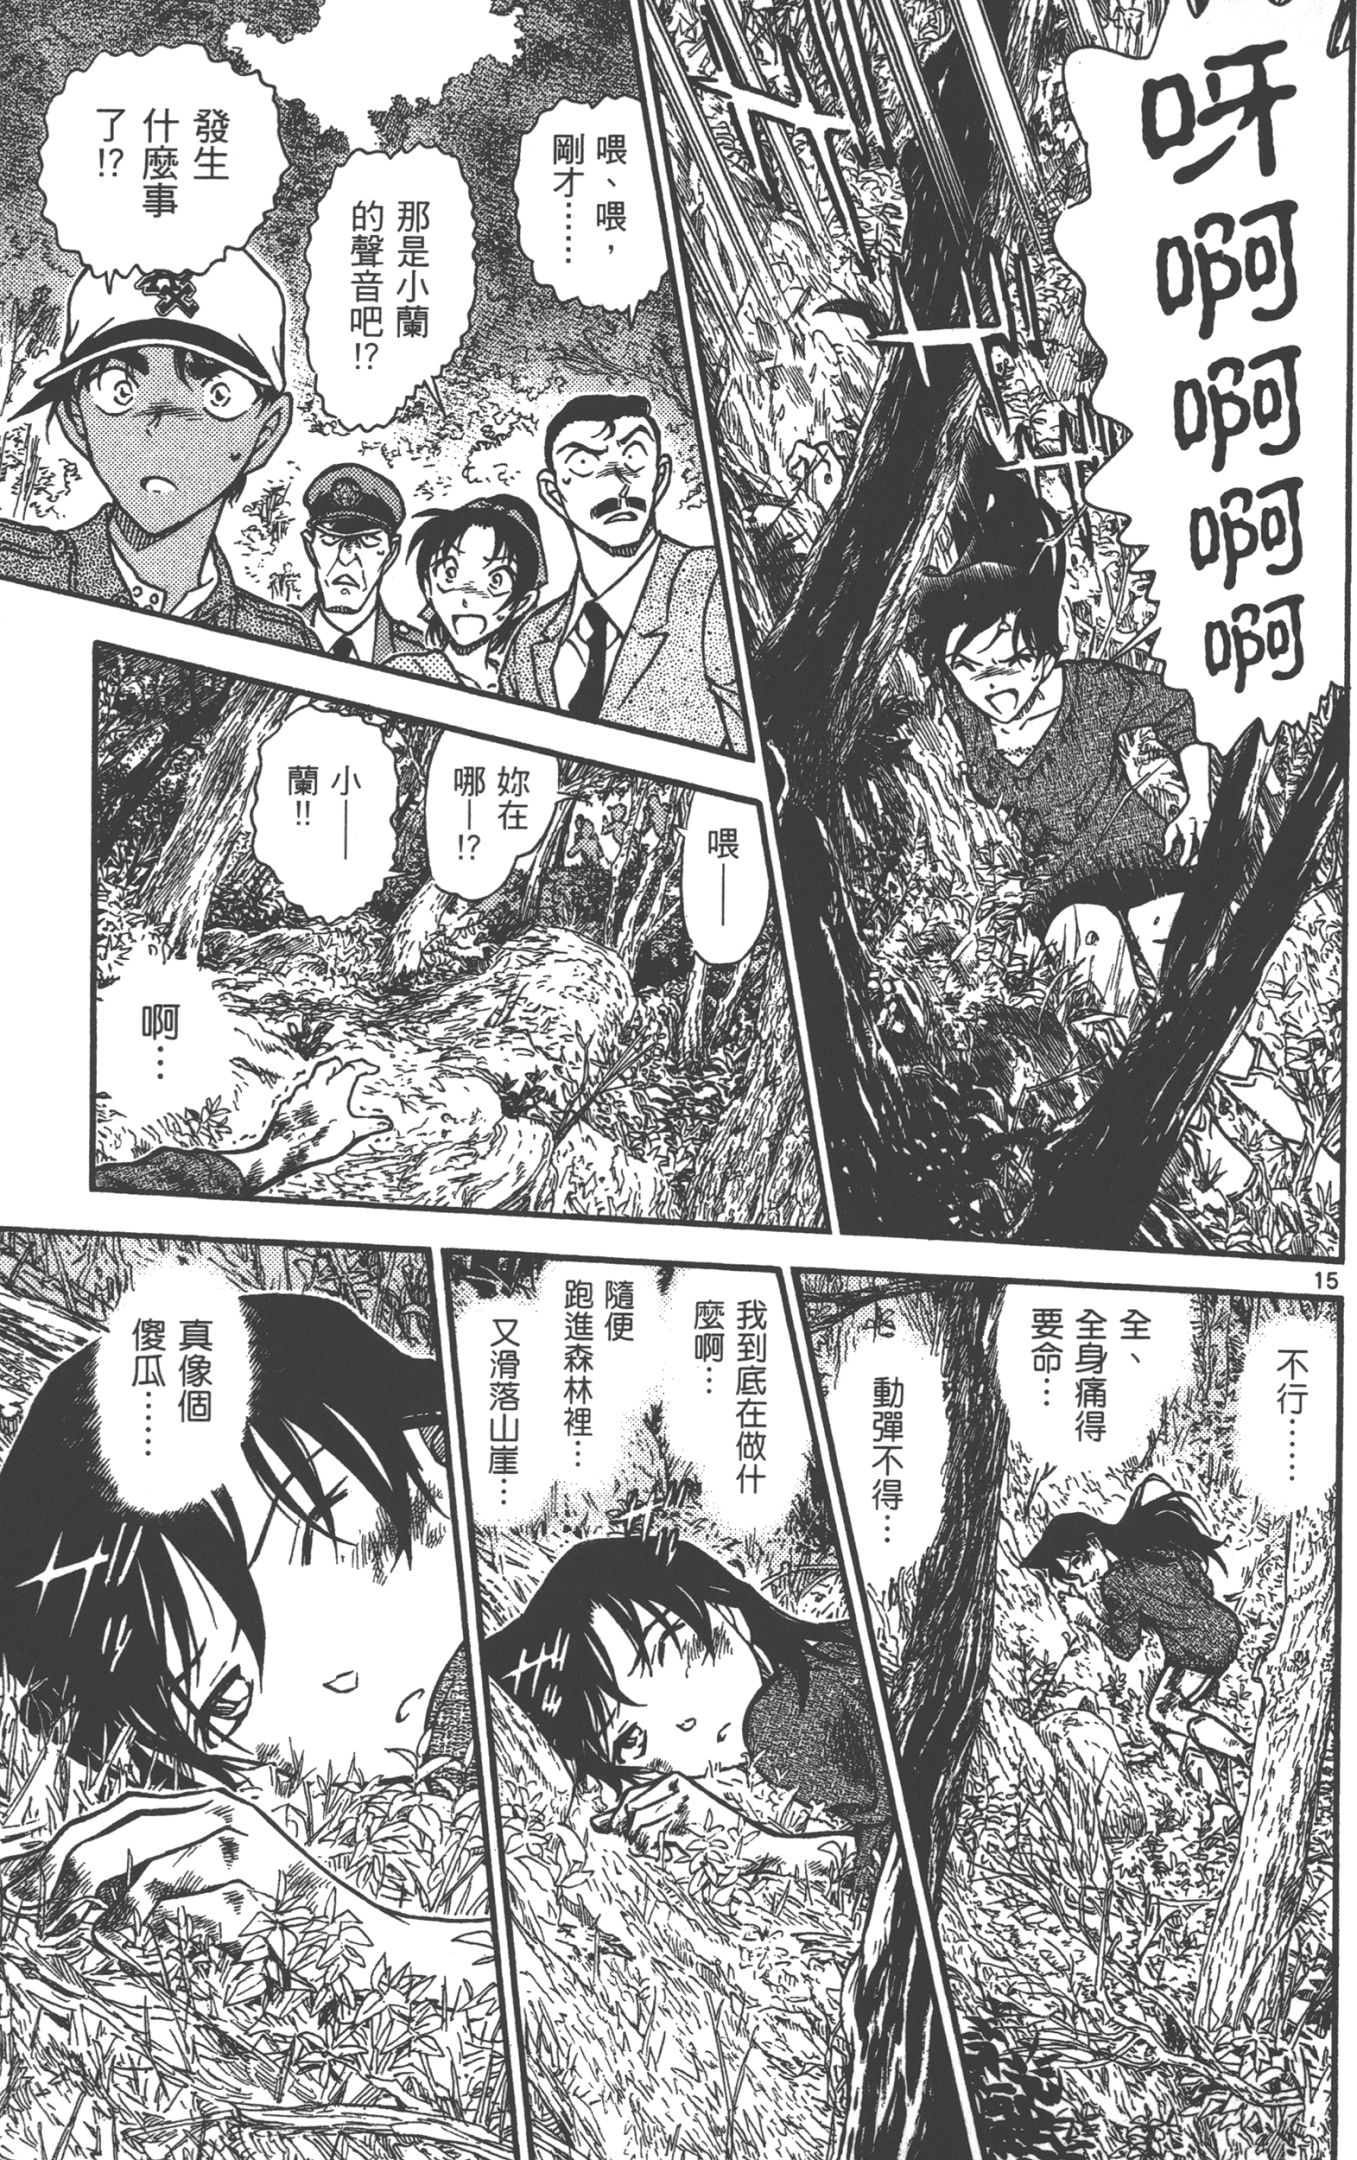 呀啊啊啊啊
喂、喂，
剛才……
那是小蘭
的聲音吧!?
發生
什麼事
了!?
喂——
妳在
哪—!?
小——
蘭!!
啊…
15
不行……
全、
全身痛得
要命…
動彈不得…
我到底在做什
麼啊…
隨便
跑進森林裡…
又滑落山崖…
真像個
傻瓜……